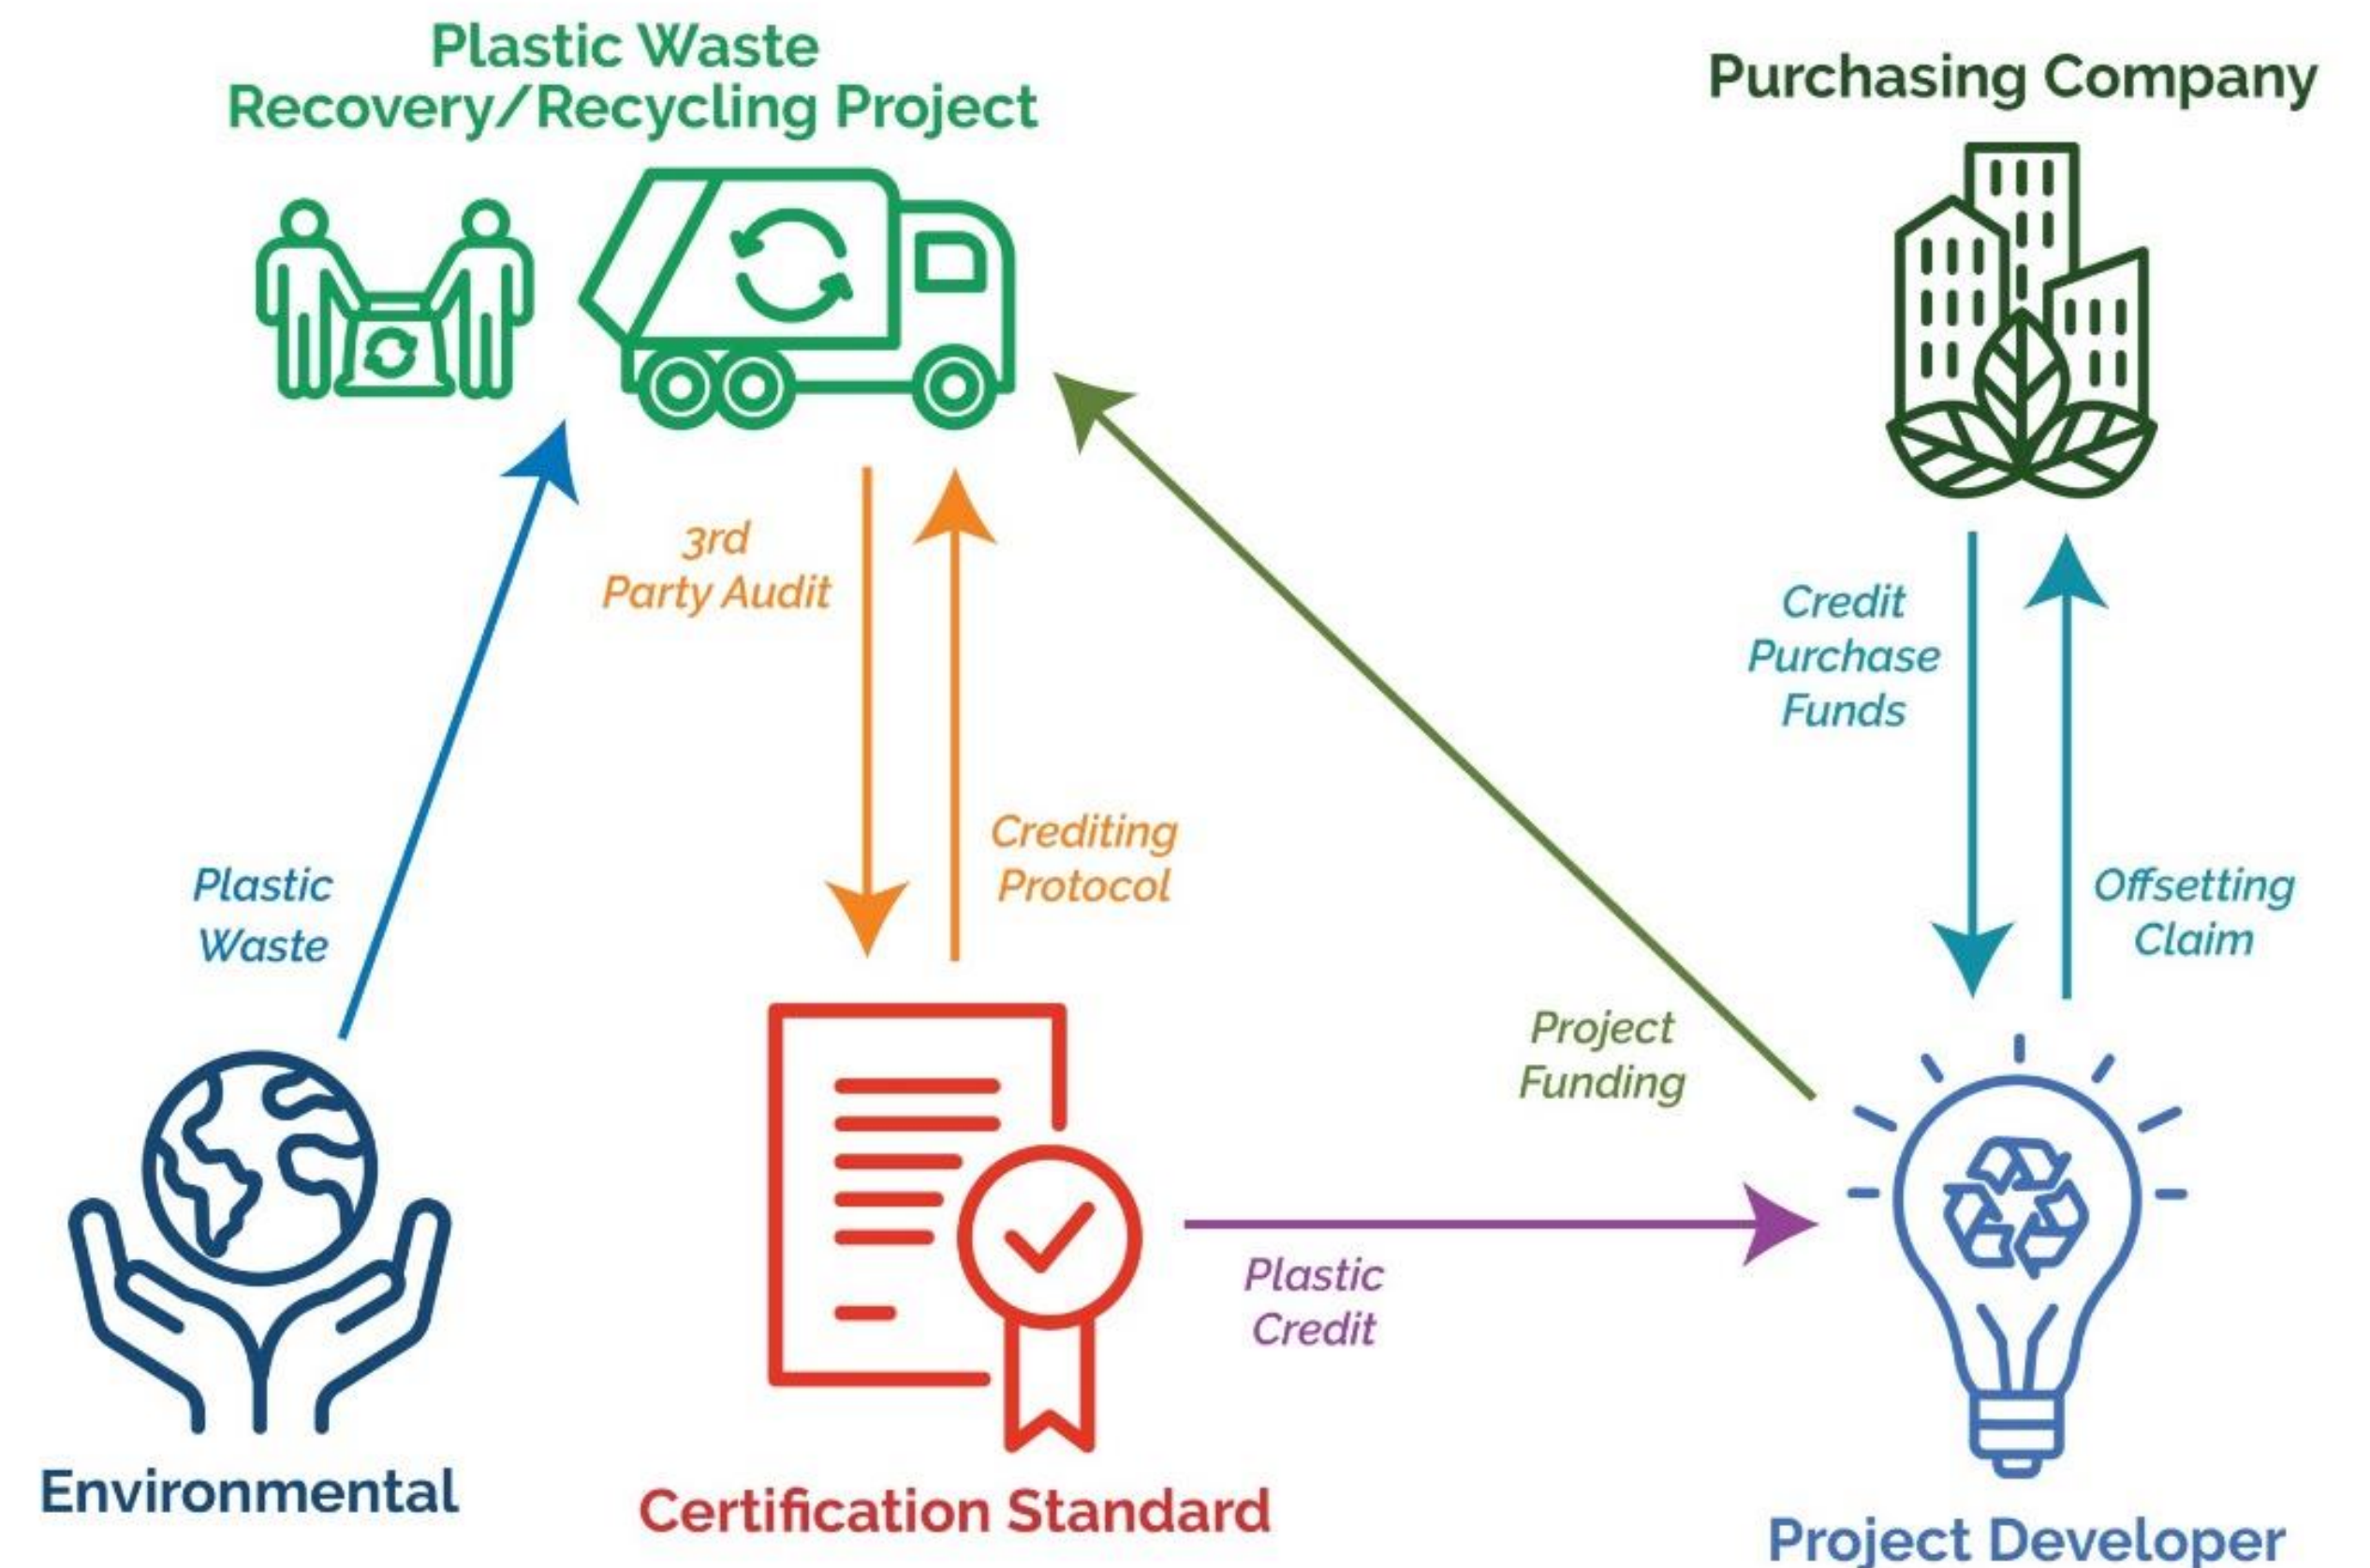 Plastic Waste
Recovery/Recycling Project
Purchasing Company
3rd
Party Audit
Credit
Purchase
Funds
Crediting
Protocol
Plastic
Waste
Offsetting
Claim
Project
Funding
Plastic
Credit
Environmental
Certification Standard
Project Developer